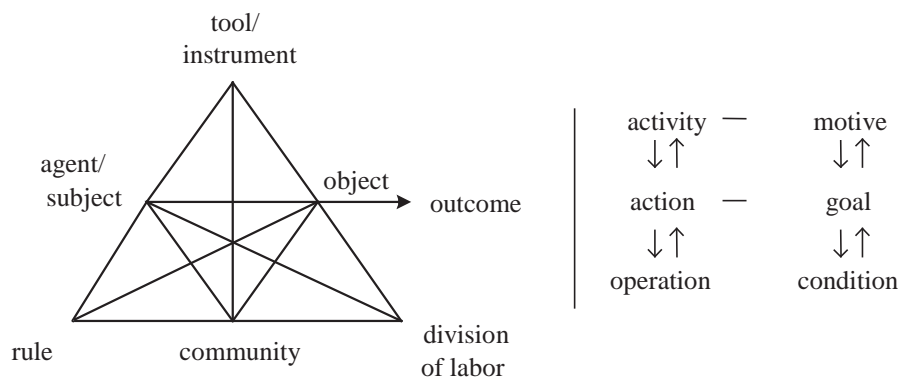 tool/
instrument
agent/
subject
object
outcome
rule
community
division
of labor
activity — motive
action — goal
operation condition